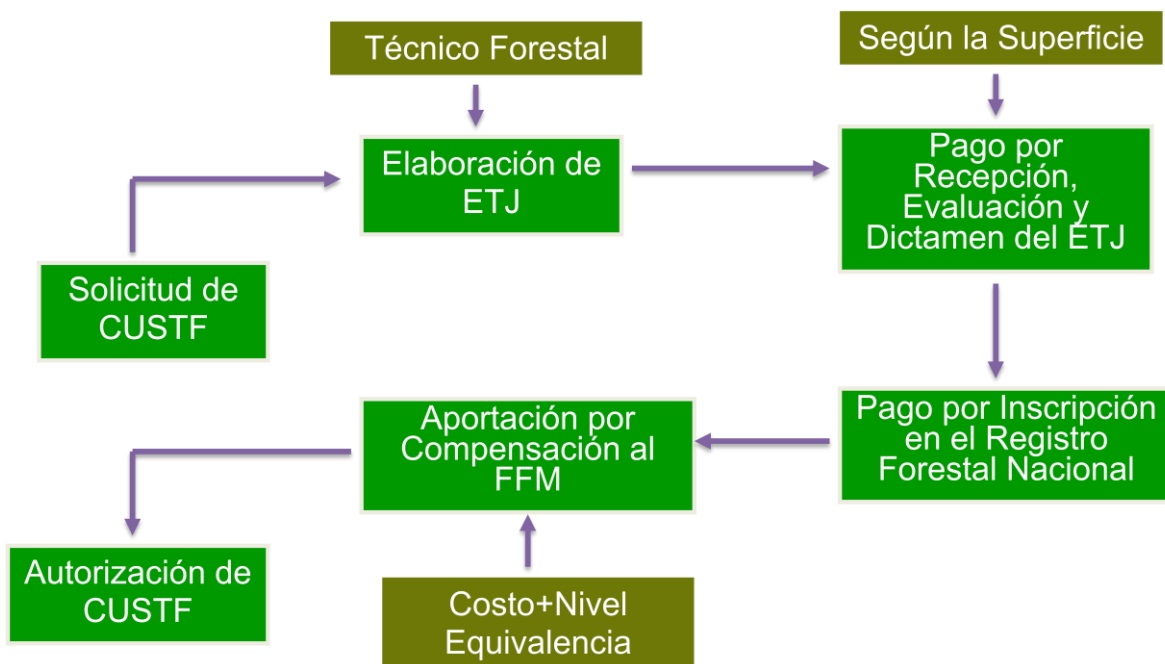 Técnico Forestal
Según la Superficie
Elaboración de
ETJ
Pago por
Recepción,
Evaluación y
Dictamen del ETJ
Solicitud de
CUSTF
Aportación por
Compensación al
FFM
Pago por Inscripción
en el Registro
Forestal Nacional
Autorización de
CUSTF
Costo+Nivel
Equivalencia